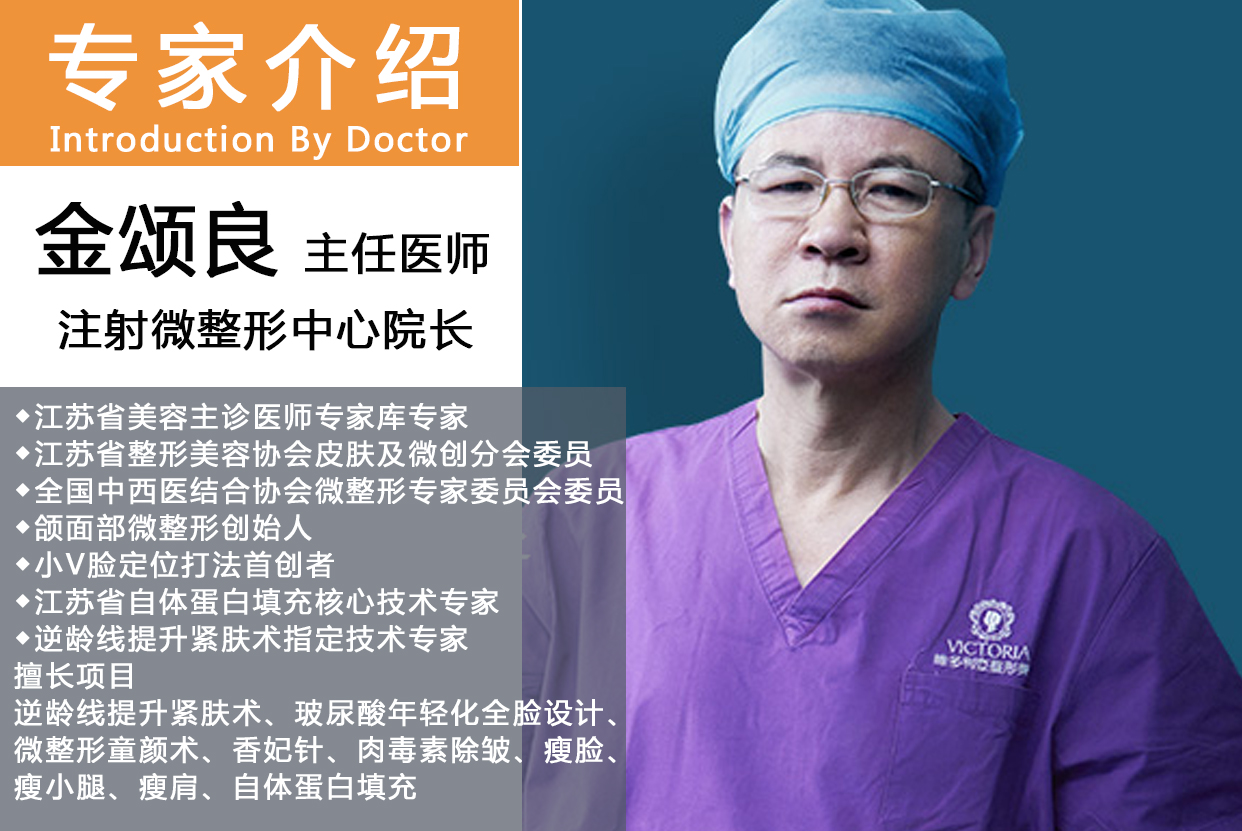 专家介绍
Introduction By Doctor
金颂良 主任医师
注射微整形中心院长
◆江苏省美容主诊医师专家库专家
◆江苏省整形美容协会皮肤及微创分会委员
◆全国中西医结合协会微整形专家委员会委员
◆颌面部微整形创始人
◆小V脸定位打法首创者
◆江苏省自体蛋白填充核心技术专家
◆逆龄线提升紧肤术指定技术专家
擅长项目
逆龄线提升紧肤术、玻尿酸年轻化全脸设计、
微整形童颜术、香妃针、肉毒素除皱、瘦脸、
瘦小腿、瘦肩、自体蛋白填充
VICTORIA
维多利亚整形